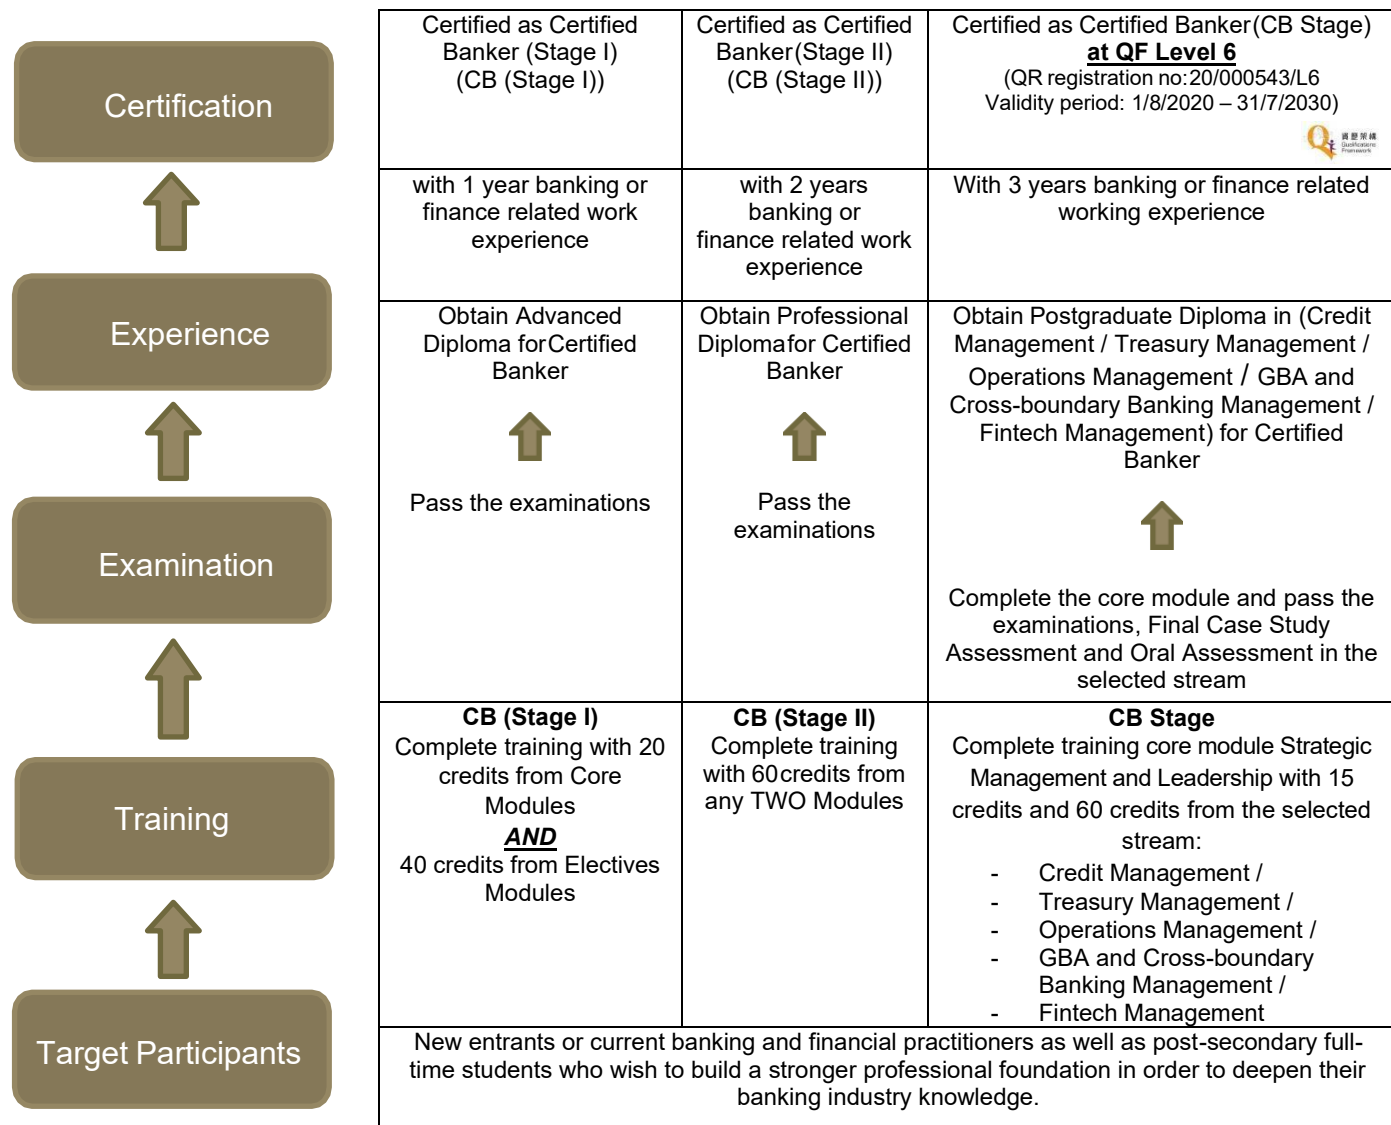 Certification
Experience
Examination
Training
Target Participants
Certified as Certified
Banker (Stage I)
(CB (Stage I))
Certified as Certified
Banker(Stage II)
(CB (Stage II))
Certified as Certified Banker(CB Stage)
at QF Level 6
(QR registration no:20/000543/L6
Validity period: 1/8/2020 – 31/7/2030)
資歷架構
Qualifications
Framework
with 1 year banking or
finance related work
experience
with 2 years
banking or
finance related work
experience
With 3 years banking or finance related
working experience
Obtain Advanced
Diploma forCertified
Banker
Pass the examinations
Obtain Professional
Diplomafor Certified
Banker
Pass the
examinations
Obtain Postgraduate Diploma in (Credit
Management / Treasury Management /
Operations Management / GBA and
Cross-boundary Banking Management /
Fintech Management) for Certified
Banker
Complete the core module and pass the
examinations, Final Case Study
Assessment and Oral Assessment in the
selected stream
CB (Stage I)
Complete training with 20
credits from Core
Modules
AND
40 credits from Electives
Modules
CB (Stage II)
Complete training
with 60credits from
any TWO Modules
CB Stage
Complete training core module Strategic
Management and Leadership with 15
credits and 60 credits from the selected
stream:
- Credit Management /
- Treasury Management /
- Operations Management /
- GBA and Cross-boundary
Banking Management /
- Fintech Management
New entrants or current banking and financial practitioners as well as post-secondary full-
time students who wish to build a stronger professional foundation in order to deepen their
banking industry knowledge.